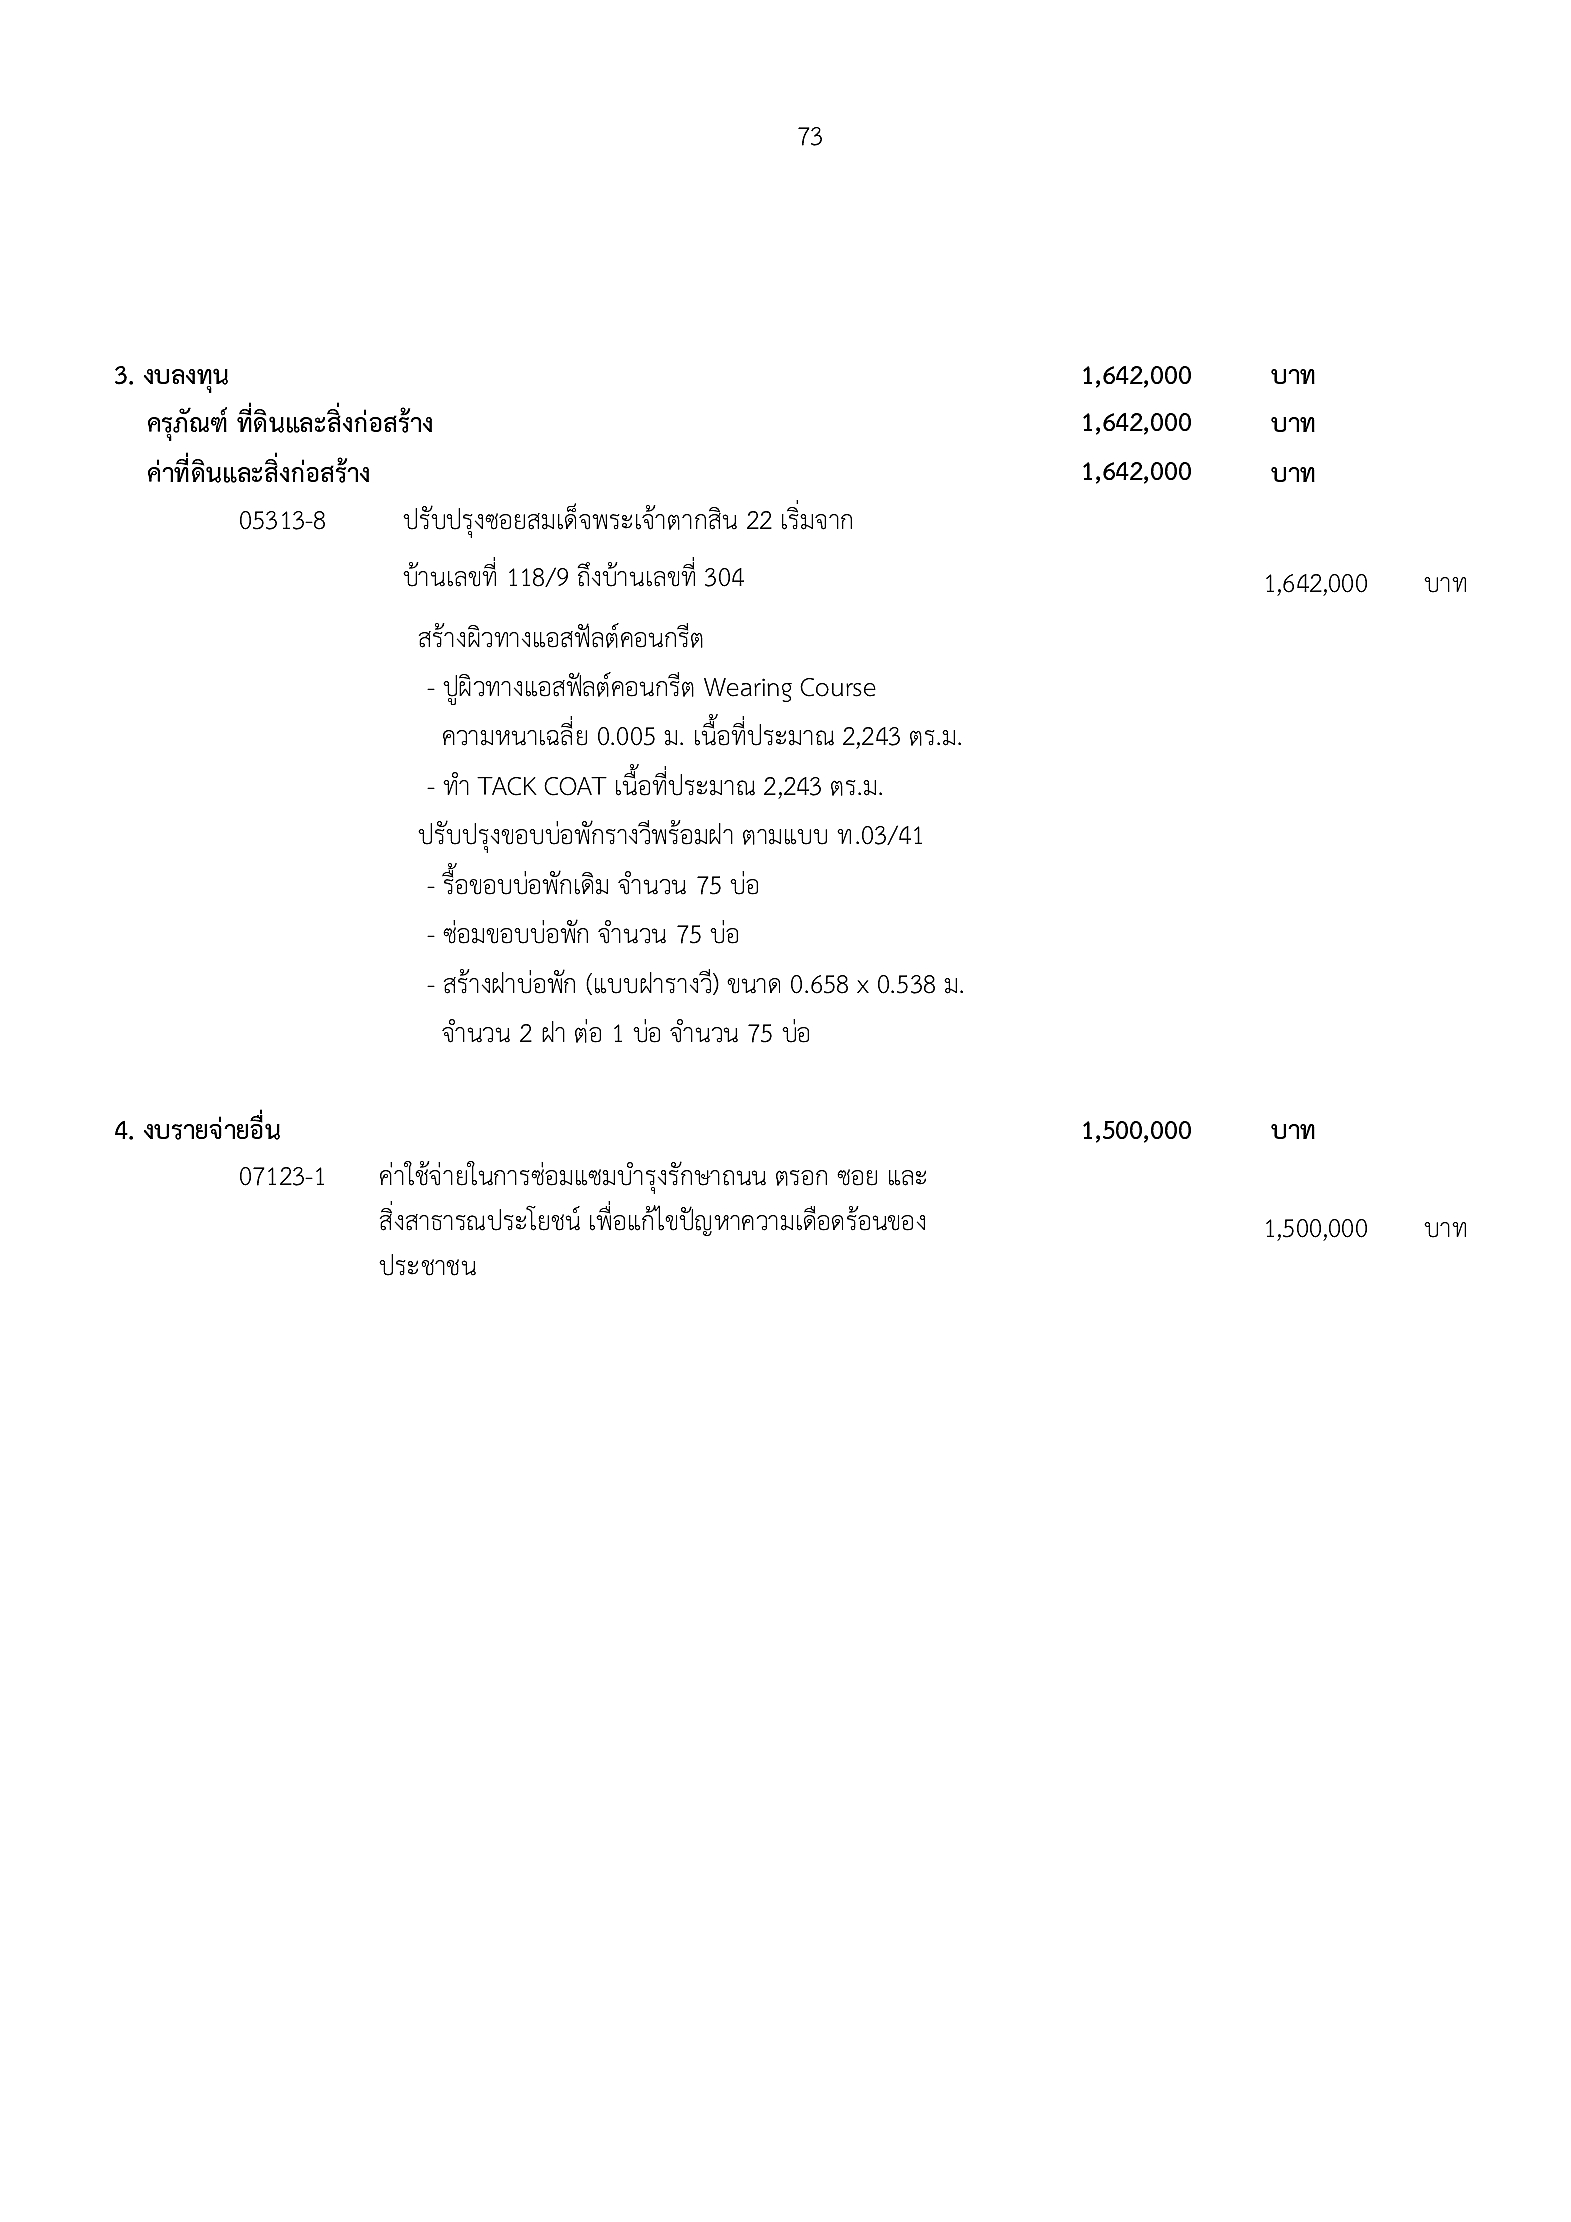 73
3. งบลงทุน 1,642,000 บาท
ครุภัณฑ์ ที่ดินและสิ่งก่อสร้าง 1,642,000 บาท
ค่าที่ดินและสิ่งก่อสร้าง 1,642,000 บาท
05313-8 ปรับปรุงซอยสมเด็จพระเจ้าตากสิน 22 เริ่มจาก
บ้านเลขที่ 118/9 ถึงบ้านเลขที่ 304 1,642,000 บาท
สร้างผิวทางแอสฟัลต์คอนกรีต
- ปูผิวทางแอสฟัลต์คอนกรีต Wearing Course
ความหนาเฉลี่ย 0.005 ม. เนื้อที่ประมาณ 2,243 ตร.ม.
- ทำ TACK COAT เนื้อที่ประมาณ 2,243 ตร.ม.
ปรับปรุงขอบบ่อพักรางวีพร้อมฝา ตามแบบ ท.03/41
- รื้อขอบบ่อพักเดิม จำนวน 75 บ่อ
- ซ่อมขอบบ่อพัก จำนวน 75 บ่อ
- สร้างฝาบ่อพัก (แบบฝารางวี) ขนาด 0.658 x 0.538 ม.
จำนวน 2 ฝา ต่อ 1 บ่อ จำนวน 75 บ่อ
4. งบรายจ่ายอื่น 1,500,000 บาท
07123-1 ค่าใช้จ่ายในการซ่อมแซมบำรุงรักษาถนน ตรอก ซอย และ
สิ่งสาธารณประโยชน์ เพื่อแก้ไขปัญหาความเดือดร้อนของ 1,500,000 บาท
ประชาชน